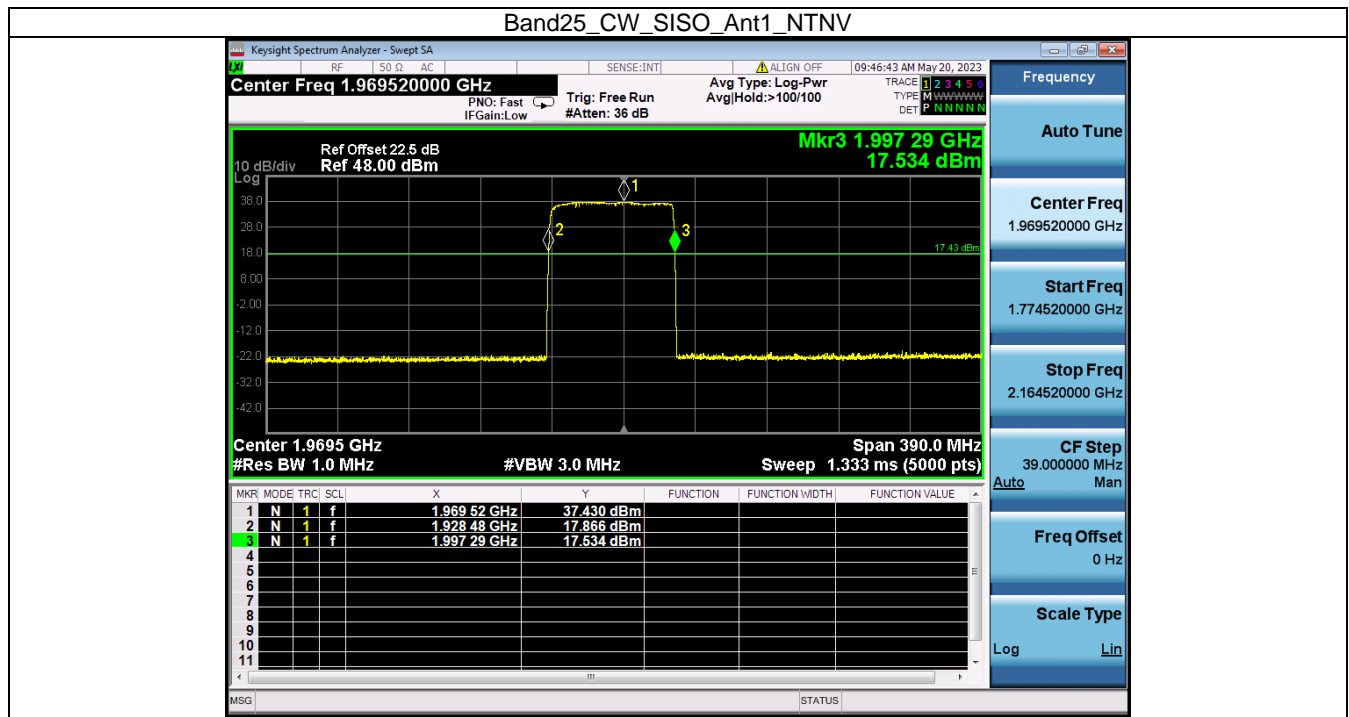 Band25_CW_SISO_Ant1_NTNV
Keysight Spectrum Analyzer - Swept SA
LXI RF 50 Ω AC SENSE:INT ALIGN OFF 09:46:43 AM May 20, 2023
Center Freq 1.969520000 GHz
PNO: Fast
IFGain:Low
Trig: Free Run
#Atten: 36 dB
Avg Type: Log-Pwr
Avg|Hold:>100/100
TRACE 1 2 3 4 5 6
TYPE M WWWWW
DET P N N N N N
Mkr3 1.997 29 GHz
17.534 dBm
Ref Offset 22.5 dB
10 dB/div Ref 48.00 dBm
Log
38.0
28.0
18.0
8.00
-2.00
-12.0
-22.0
-32.0
-42.0
1
2
3
17.43 dBm
Center 1.9695 GHz Span 390.0 MHz
#Res BW 1.0 MHz #VBW 3.0 MHz Sweep 1.333 ms (5000 pts)
MKR MODE TRC SCL X Y FUNCTION FUNCTION WIDTH FUNCTION VALUE
1 N 1 f 1.969 52 GHz 37.430 dBm
2 N 1 f 1.928 48 GHz 17.866 dBm
3 N 1 f 1.997 29 GHz 17.534 dBm
4
5
6
7
8
9
10
11
MSG STATUS
Frequency
Auto Tune
Center Freq
1.969520000 GHz
Start Freq
1.774520000 GHz
Stop Freq
2.164520000 GHz
CF Step
39.000000 MHz
Auto Man
Freq Offset
0 Hz
Scale Type
Log Lin